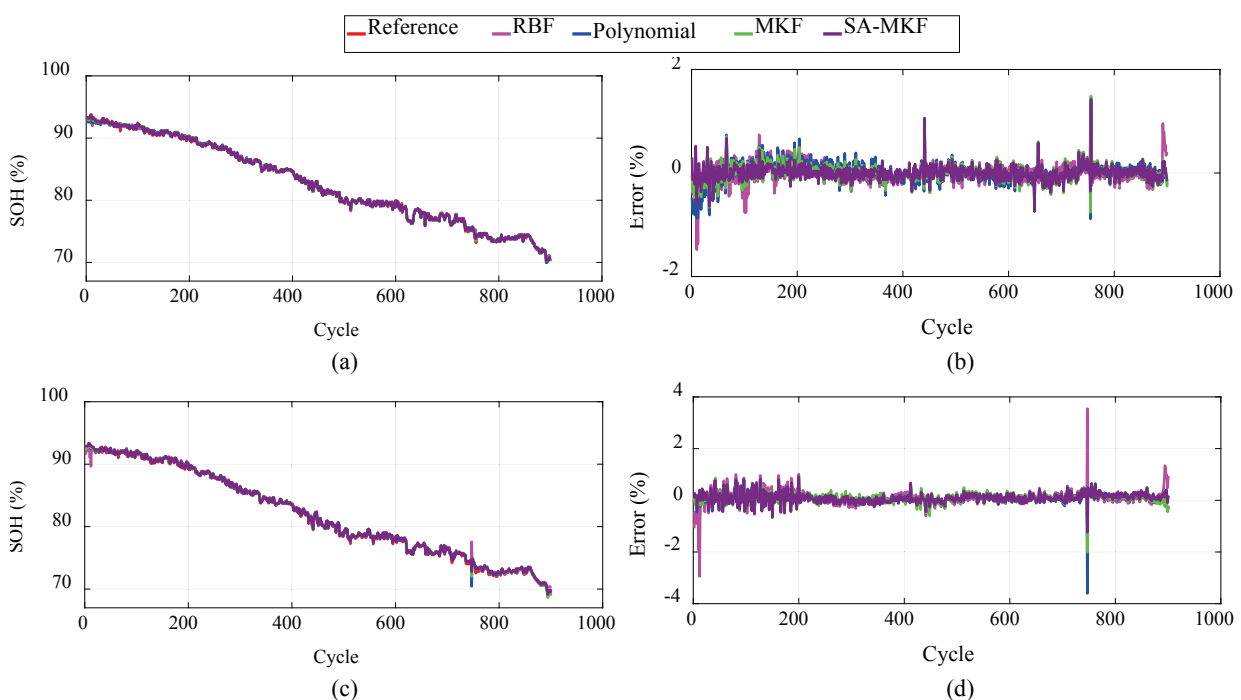 Reference RBF Polynomial MKF SA-MKF
100
90
80
70
SOH (%)
0 200 400 600 800 1000
Cycle
(a)
2
0
-2
Error (%)
0 200 400 600 800 1000
Cycle
(b)
100
90
80
70
SOH (%)
0 200 400 600 800 1000
Cycle
(c)
4
2
0
-2
-4
Error (%)
0 200 400 600 800 1000
Cycle
(d)